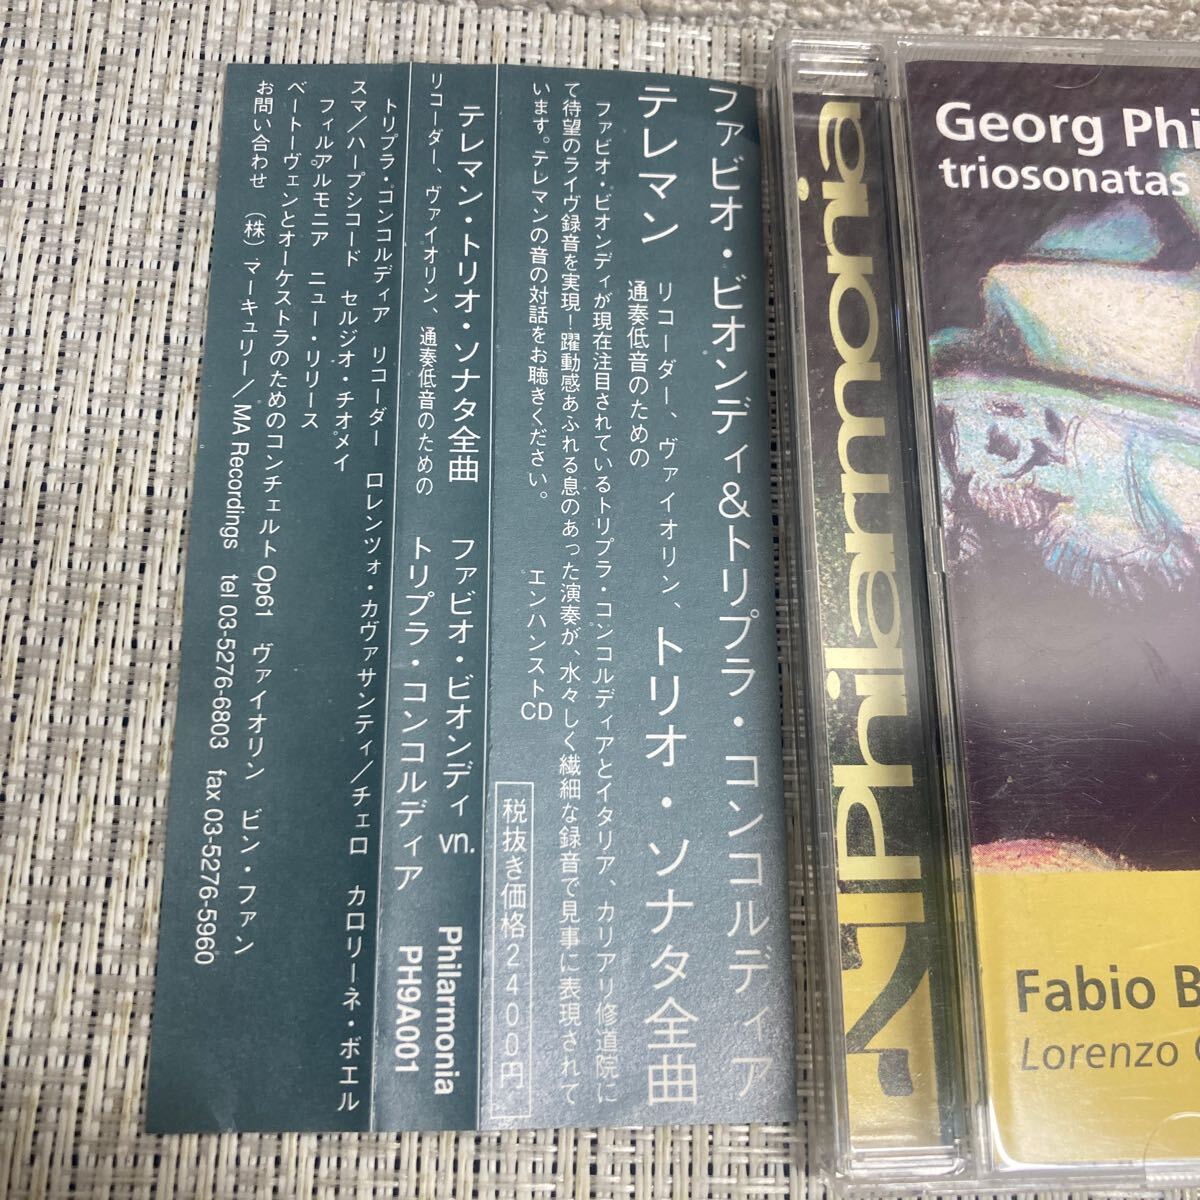 ファビオ・ビオンディ&トリプラ・コンコルディア
テレマン リコーダー、ヴァイオリン、
通奏低音のための
トリオ・ソナタ全曲
ファビオ・ビオンディが現在注目されているトリプラ・コンコルディアとイタリア、カリアリ修道院に
て待望のライヴ録音を実現!躍動感あふれる息のあった演奏が、水々しく繊細な録音で見事に表現されて
います。テレマンの音の対話をお聴きください。
エンハンストCD
税抜き価格2400円
テレマン・トリオ・ソナタ全曲 ファビオ・ビオンディ vn. Philarmonia
リコーダー、ヴァイオリン、通奏低音のための トリプラ・コンコルディア PH9A001
トリプラ・コンコルディア リコーダー ロレンツォ・カヴァサンティ/チェロ カロリーネ・ボエル
スマ/ハープシコード セルジオ・チオメイ
フィルアルモニア ニュー・リリース
ベートーヴェンとオーケストラのためのコンチェルトOp61 ヴァイオリン ビン・ファン
お問い合わせ (株)マーキュリー/MA Recordings tel 03-5276-6803 fax 03-5276-5960
Philarmonia
Georg Phi
triosonatas
Fabio B
Lorenzo